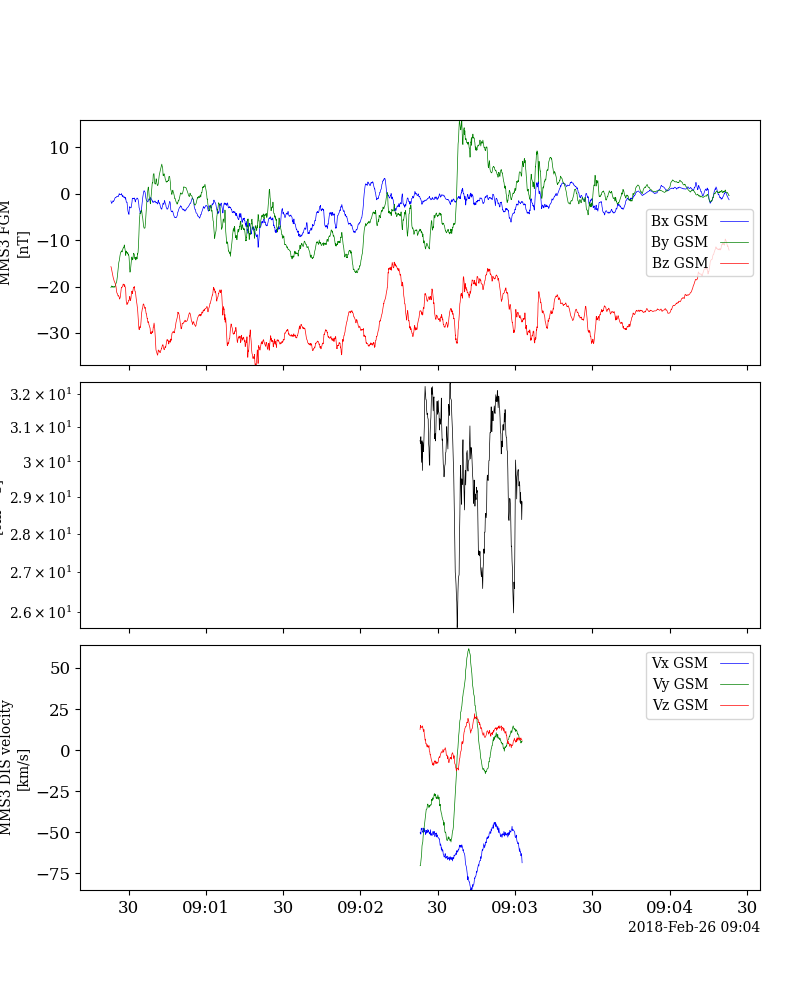 10
0
−10
−20
−30
MMS3 FGM
[nT]
Bx GSM
By GSM
Bz GSM
3.2 × 10¹
3.1 × 10¹
3 × 10¹
2.9 × 10¹
2.8 × 10¹
2.7 × 10¹
2.6 × 10¹
50
25
0
−25
−50
−75
MMS3 DIS velocity
[km/s]
Vx GSM
Vy GSM
Vz GSM
30 09:01 30 09:02 30 09:03 30 09:04 30
2018-Feb-26 09:04